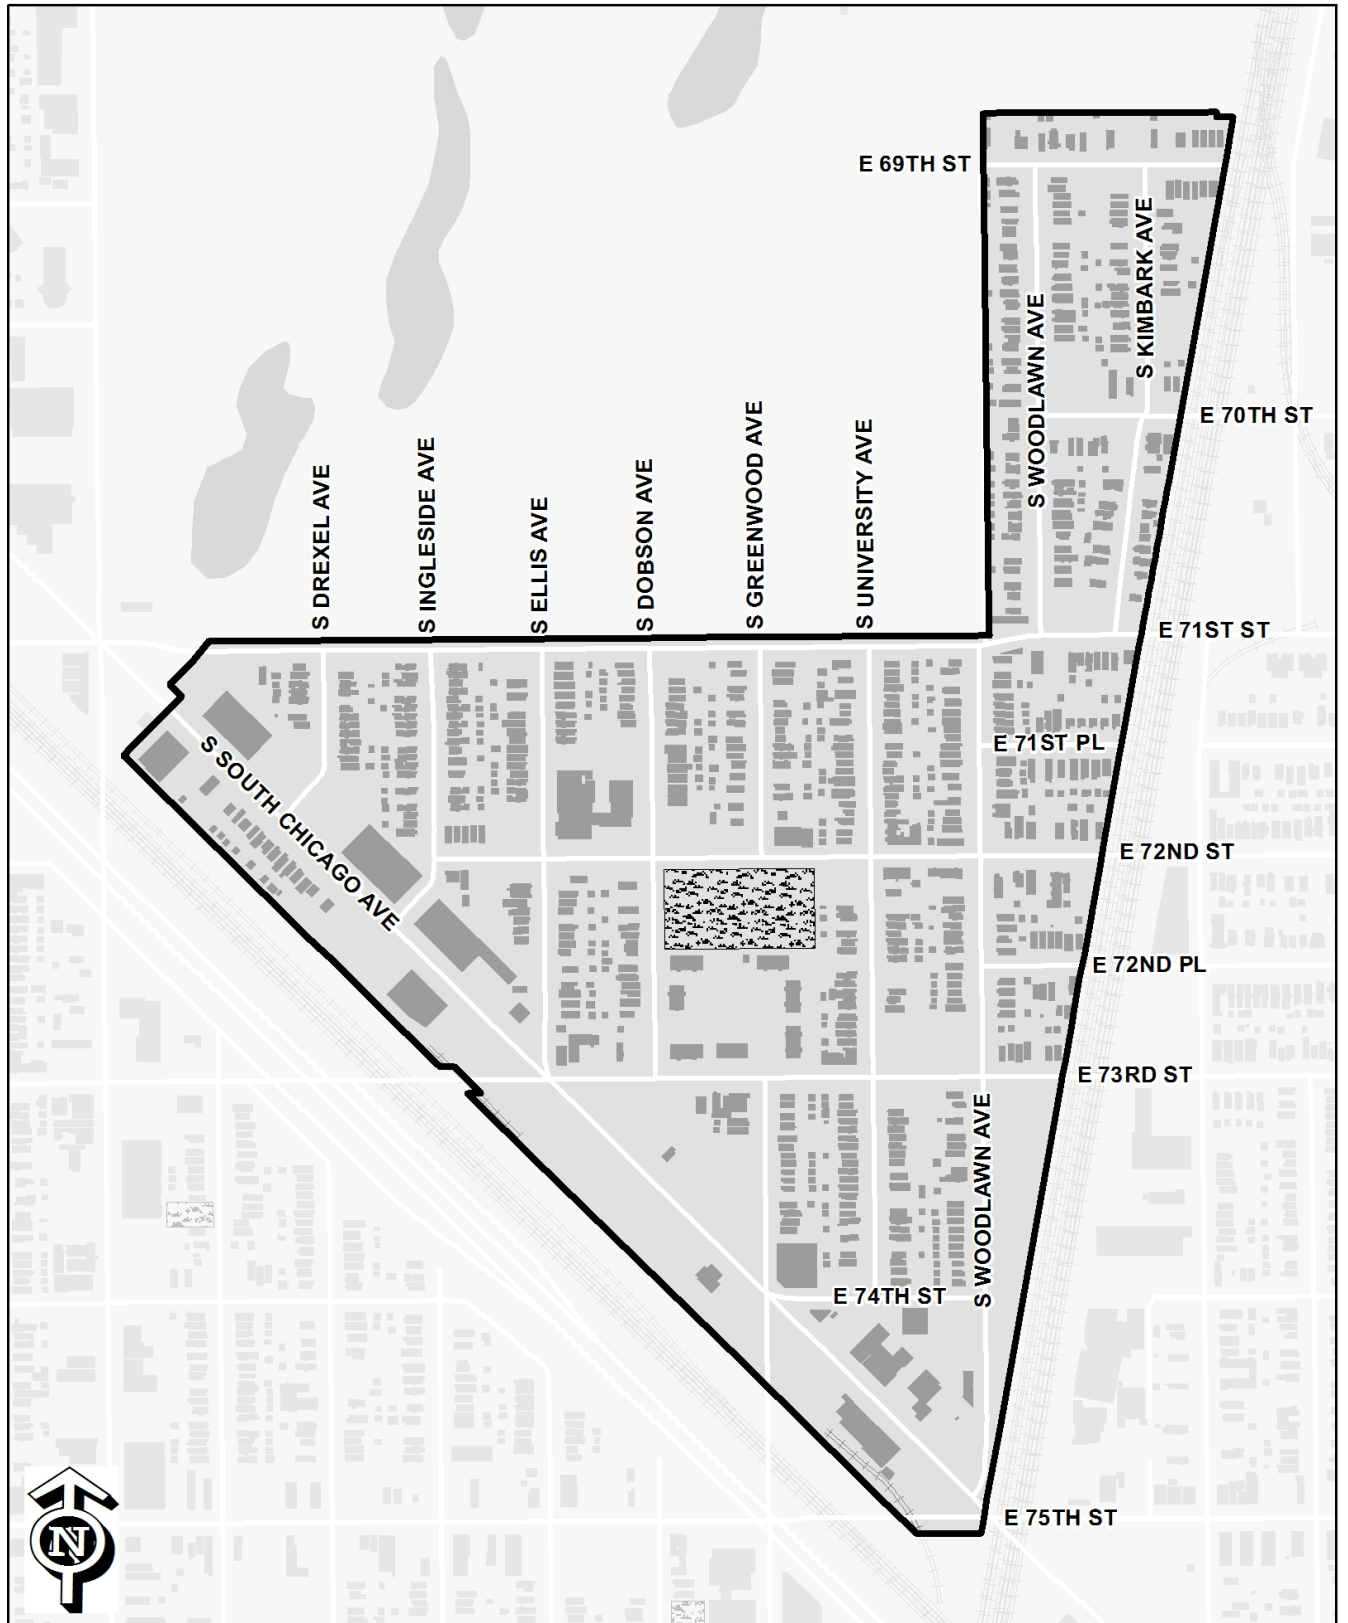 E 69TH ST
S KIMBARK AVE
S WOODLAWN AVE
E 70TH ST
S DREXEL AVE
S INGLESIDE AVE
S ELLIS AVE
S DOBSON AVE
S GREENWOOD AVE
S UNIVERSITY AVE
E 71ST ST
E 71ST PL
S SOUTH CHICAGO AVE
E 72ND ST
E 72ND PL
E 73RD ST
S WOODLAWN AVE
E 74TH ST
E 75TH ST
N